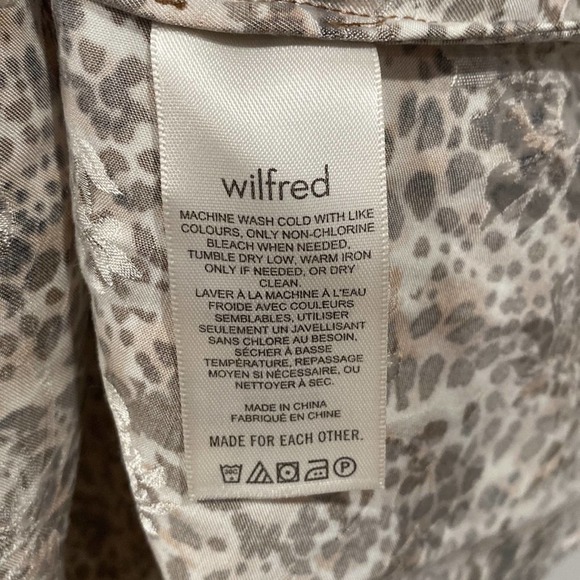 wilfred
MACHINE WASH COLD WITH LIKE
COLOURS, ONLY NON-CHLORINE
BLEACH WHEN NEEDED,
TUMBLE DRY LOW, WARM IRON
ONLY IF NEEDED, OR DRY
CLEAN.
LAVER À LA MACHINE À L'EAU
FROIDE AVEC COULEURS
SEMBLABLES, UTILISER
SEULEMENT UN JAVELLISANT
SANS CHLORE AU BESOIN,
SÉCHER À BASSE
TEMPÉRATURE, REPASSAGE
MOYEN SI NÉCESSAIRE, OU
NETTOYER À SEC.
MADE IN CHINA
FABRIQUÉ EN CHINE
MADE FOR EACH OTHER.
30C P